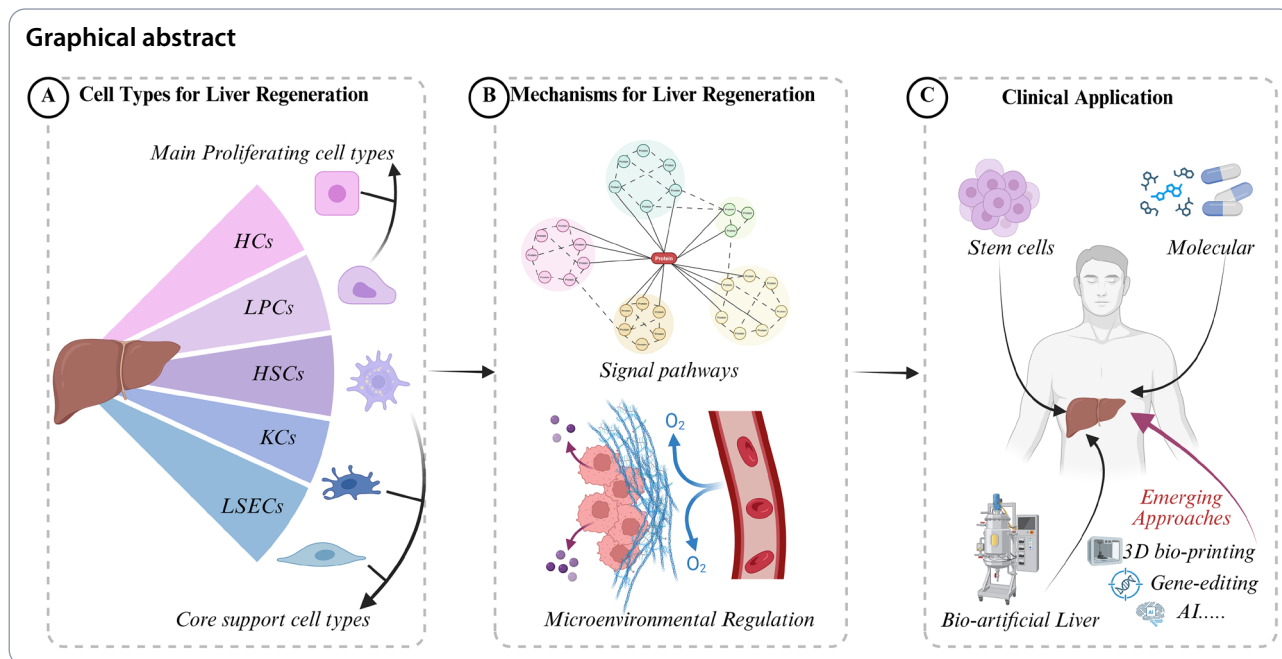 Graphical abstract
A
Cell Types for Liver Regeneration
Main Proliferating cell types
HCs
LPCs
HSCs
KCs
LSECs
Core support cell types
B
Mechanisms for Liver Regeneration
Protein
Signal pathways
O2
O2
Microenvironmental Regulation
C
Clinical Application
Stem cells
Molecular
Emerging
Approaches
3D bio-printing
Gene-editing
AI
AI.....
Bio-artificial Liver